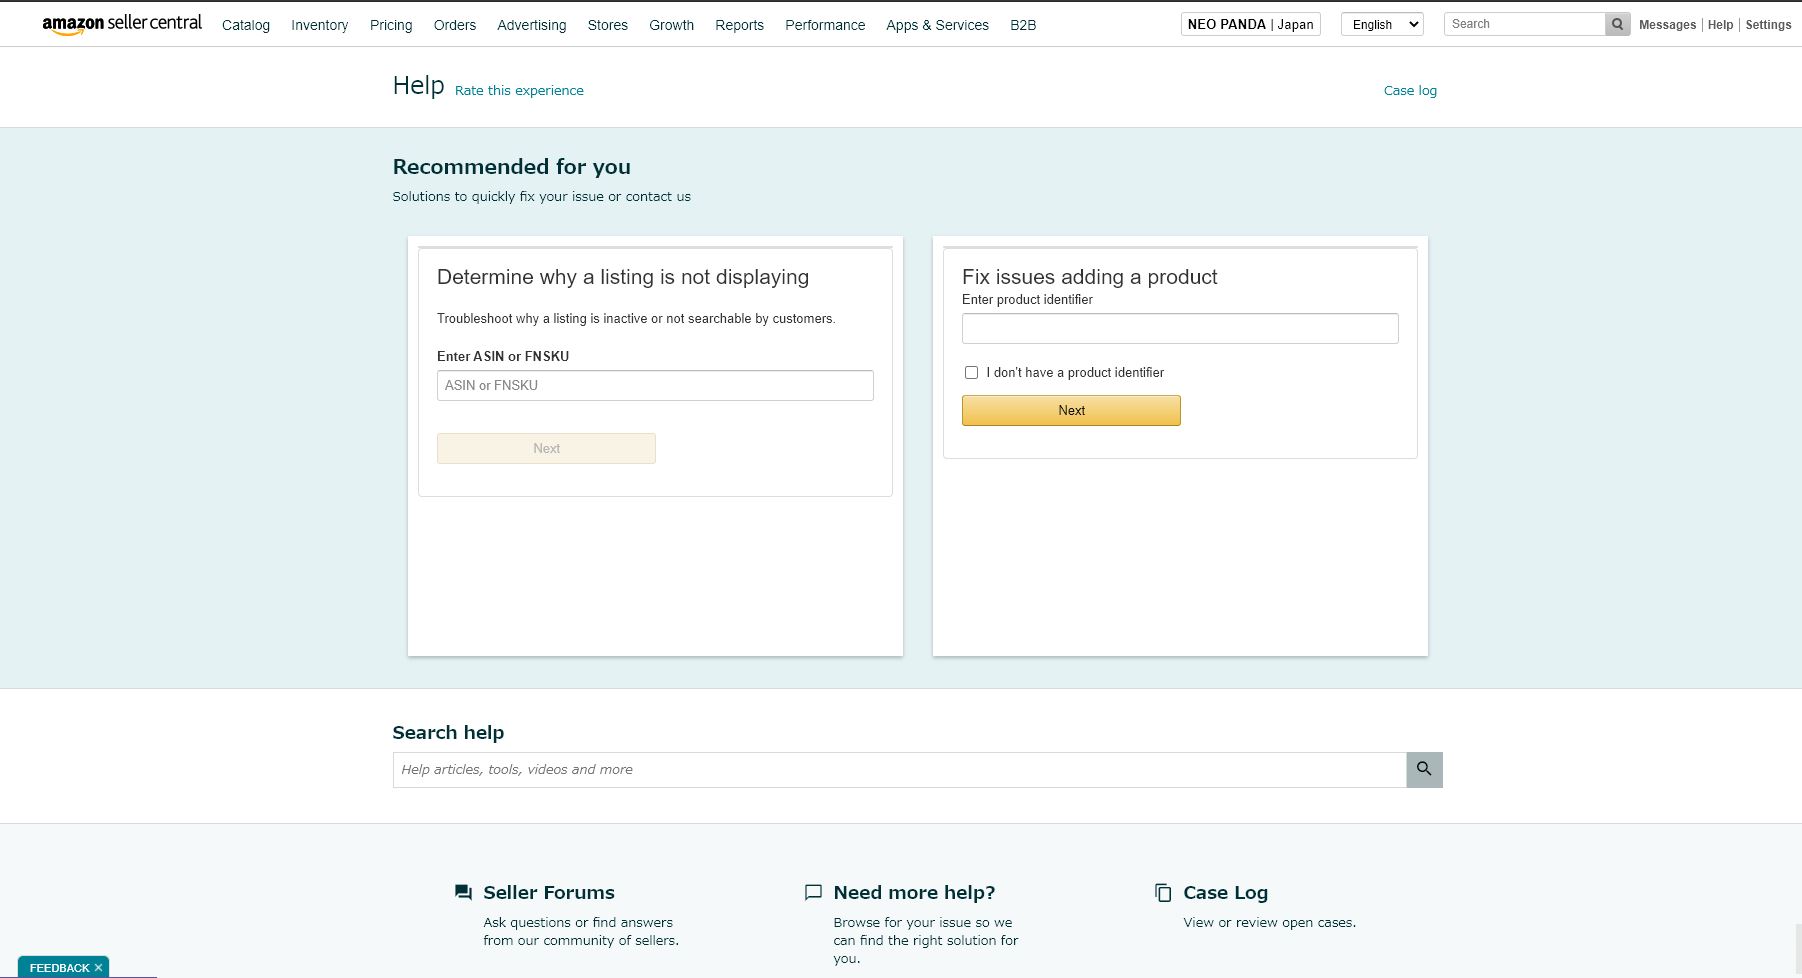 amazon seller central
Catalog
Inventory
Pricing
Orders
Advertising
Stores
Growth
Reports
Performance
Apps & Services
B2B
NEO PANDA | Japan
English
Search
Messages | Help | Settings
Help
Rate this experience
Case log
Recommended for you
Solutions to quickly fix your issue or contact us
Determine why a listing is not displaying
Troubleshoot why a listing is inactive or not searchable by customers.
Enter ASIN or FNSKU
ASIN or FNSKU
Next
Fix issues adding a product
Enter product identifier
I don't have a product identifier
Next
Search help
Help articles, tools, videos and more
Seller Forums
Ask questions or find answers
from our community of sellers.
Need more help?
Browse for your issue so we
can find the right solution for
you.
Case Log
View or review open cases.
FEEDBACK ×